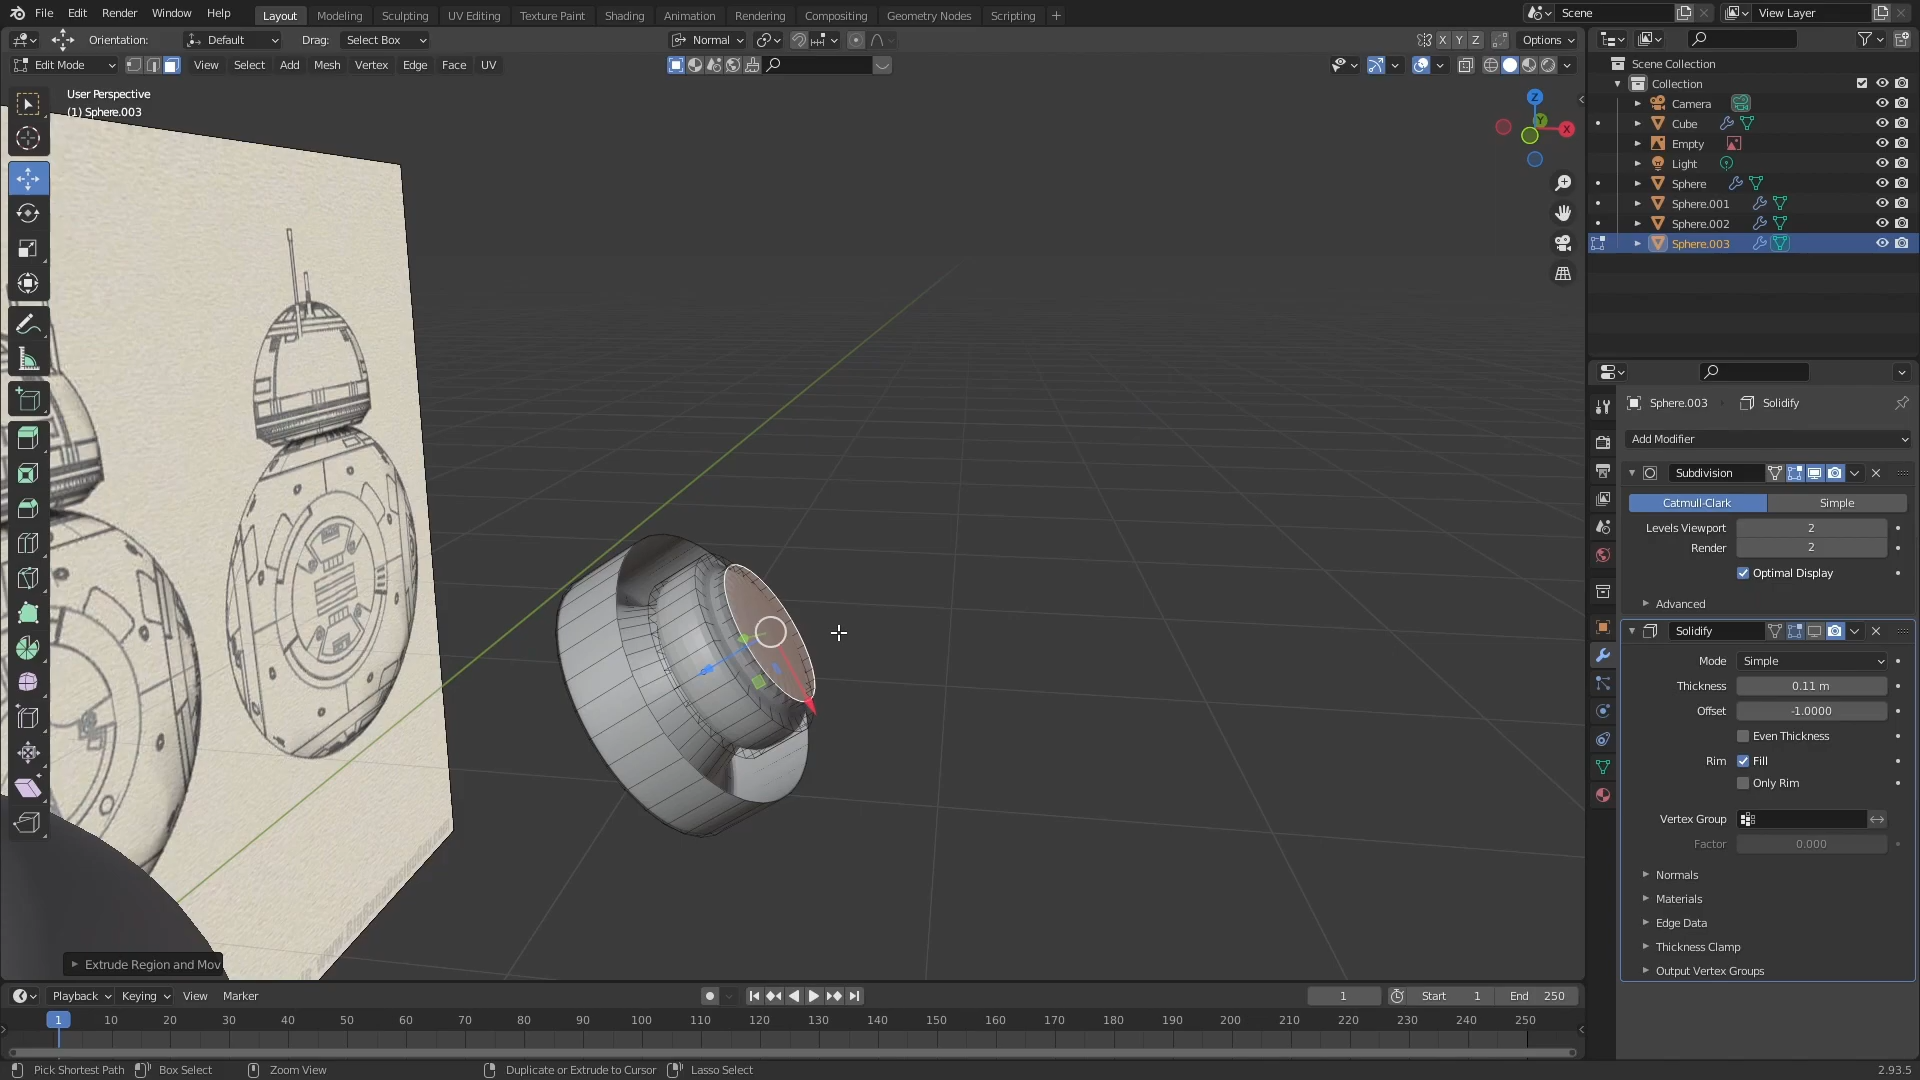 File Edit Render Window Help Layout Modeling Sculpting UV Editing Texture Paint Shading Animation Rendering Compositing Geometry Nodes Scripting Scene View Layer
Orientation: Default Drag: Select Box Normal X Y Z Options
Edit Mode View Select Add Mesh Vertex Edge Face UV
User Perspective
(1) Sphere.003
Z
Y
X
Scene Collection
Collection
Camera
Cube
Empty
Light
Sphere
Sphere.001
Sphere.002
Sphere.003
Sphere.003 Solidify
Add Modifier
Subdivision
Catmull-Clark Simple
Levels Viewport 2
Render 2
Optimal Display
Advanced
Solidify
Mode Simple
Thickness 0.11 m
Offset -1.0000
Even Thickness
Rim Fill
Only Rim
Vertex Group
Factor 0.000
Normals
Materials
Edge Data
Thickness Clamp
Output Vertex Groups
Extrude Region and Mov
Playback Keying View Marker 1 Start 1 End 250
1 10 20 30 40 50 60 70 80 90 100 110 120 130 140 150 160 170 180 190 200 210 220 230 240 250
Pick Shortest Path Box Select Zoom View Duplicate or Extrude to Cursor Lasso Select 2.93.5